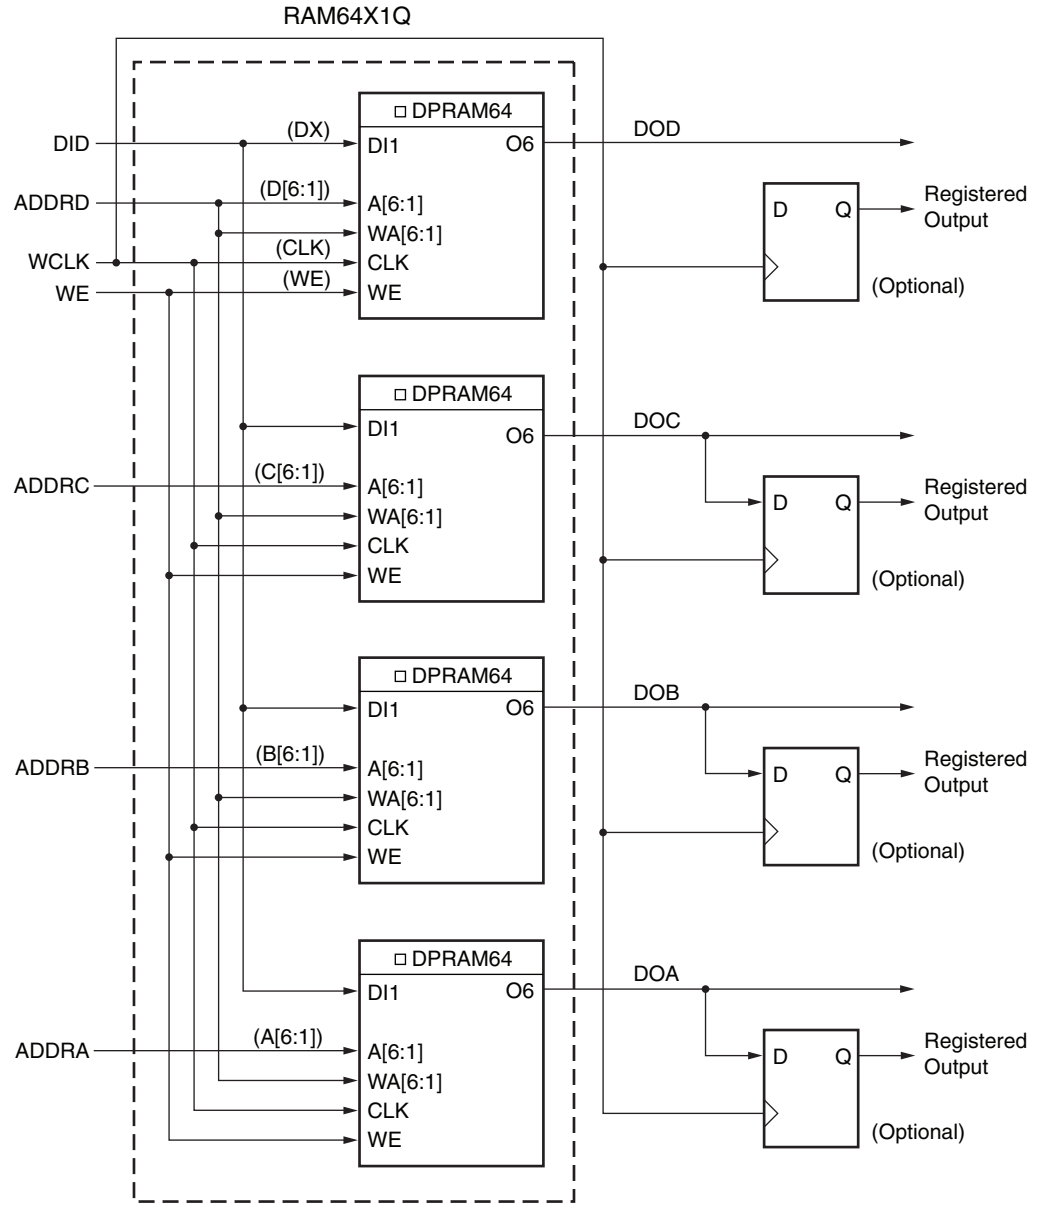 RAM64X1Q
DPRAM64
DID
(DX)
DI1
O6
DOD
ADDRD
(D[6:1])
A[6:1]
WA[6:1]
WCLK
(CLK)
CLK
WE
(WE)
WE
D
Q
Registered
Output
(Optional)
DPRAM64
DI1
O6
DOC
ADDRC
(C[6:1])
A[6:1]
WA[6:1]
CLK
WE
D
Q
Registered
Output
(Optional)
DPRAM64
DI1
O6
DOB
ADDRB
(B[6:1])
A[6:1]
WA[6:1]
CLK
WE
D
Q
Registered
Output
(Optional)
DPRAM64
DI1
O6
DOA
ADDRA
(A[6:1])
A[6:1]
WA[6:1]
CLK
WE
D
Q
Registered
Output
(Optional)